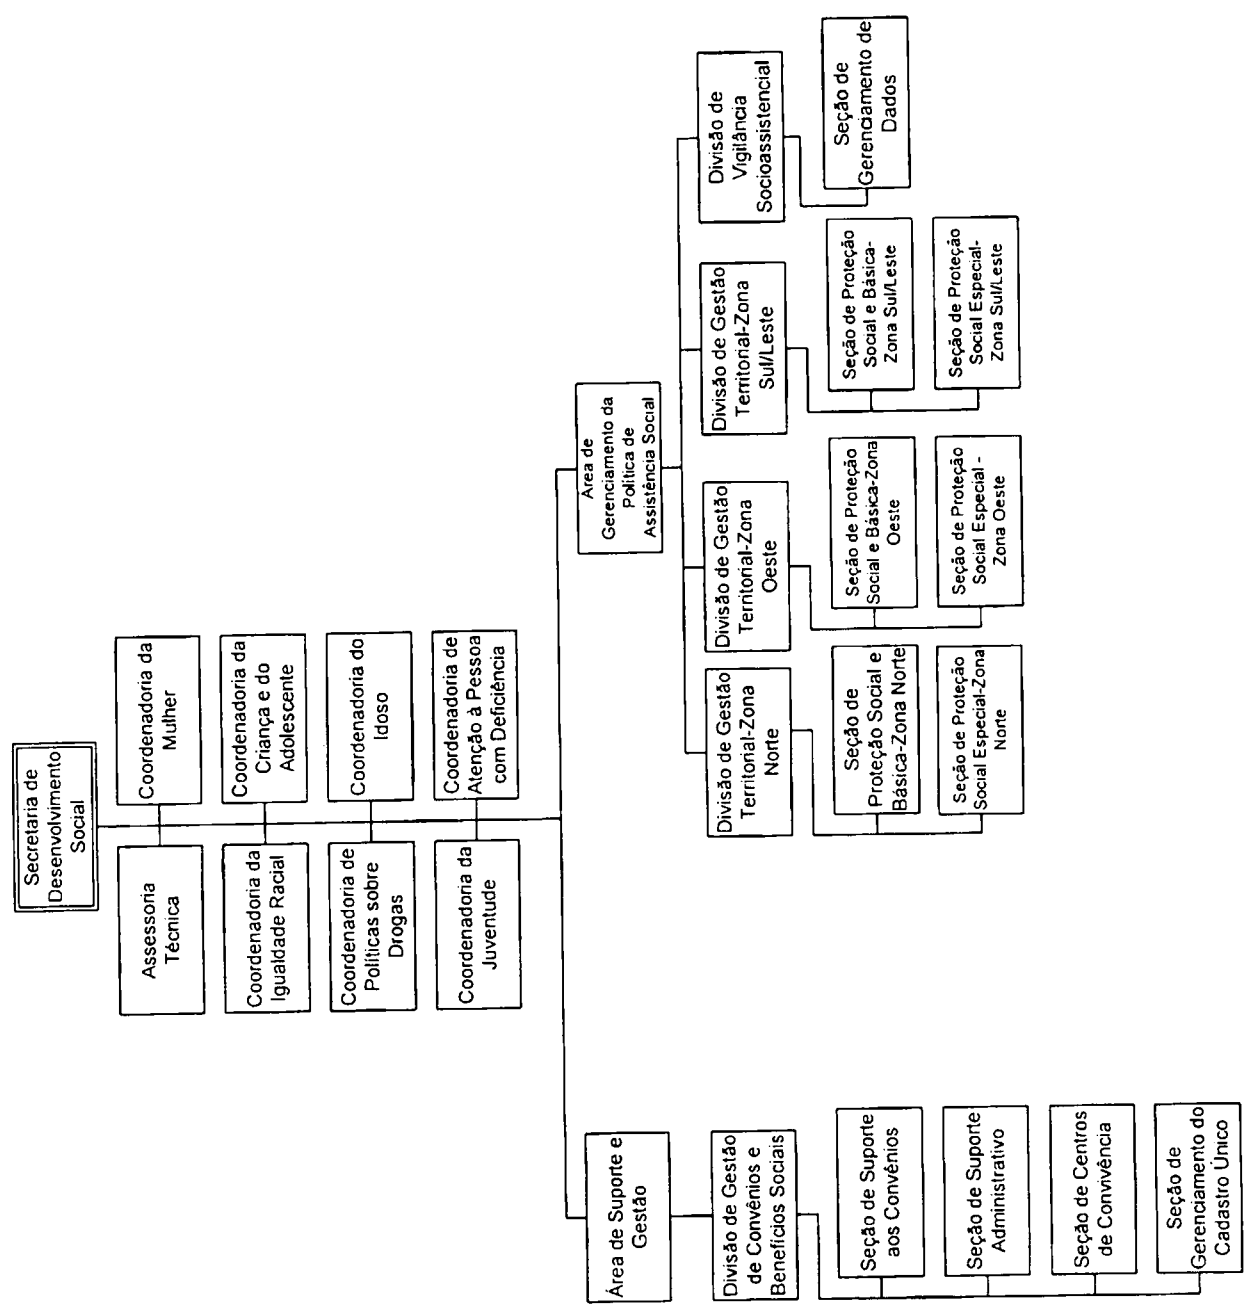 Secretaria de
Desenvolvimento
Social
Assessoria
Técnica
Coordenadoria da
Mulher
Coordenadoria da
Igualdade Racial
Coordenadoria da
Criança e do
Adolescente
Coordenadoria de
Políticas sobre
Drogas
Coordenadoria do
Idoso
Coordenadoria da
Juventude
Coordenadoria de
Atenção à Pessoa
com Deficiência
Área de Suporte e
Gestão
Divisão de Gestão
de Convênios e
Benefícios Sociais
Seção de Suporte
aos Convênios
Seção de Suporte
Administrativo
Seção de Centros
de Convivência
Seção de
Gerenciamento do
Cadastro Único
Área de
Gerenciamento da
Política de
Assistência Social
Divisão de Gestão
Territorial-Zona
Norte
Seção de
Proteção Social e
Básica-Zona Norte
Seção de Proteção
Social Especial-Zona
Norte
Divisão de Gestão
Territorial-Zona
Oeste
Seção de Proteção
Social e Básica-Zona
Oeste
Seção de Proteção
Social Especial -
Zona Oeste
Divisão de Gestão
Territorial-Zona
Sul/Leste
Seção de Proteção
Social e Básica-
Zona Sul/Leste
Seção de Proteção
Social Especial-
Zona Sul/Leste
Divisão de
Vigilância
Socioassistencial
Seção de
Gerenciamento de
Dados